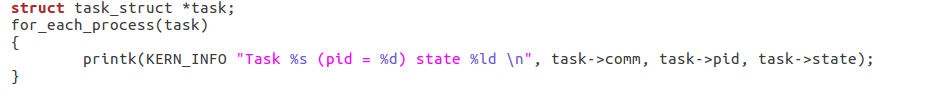 struct task_struct *task;
for_each_process(task)
{
        printk(KERN_INFO "Task %s (pid = %d) state %ld \n", task->comm, task->pid, task->state);
}